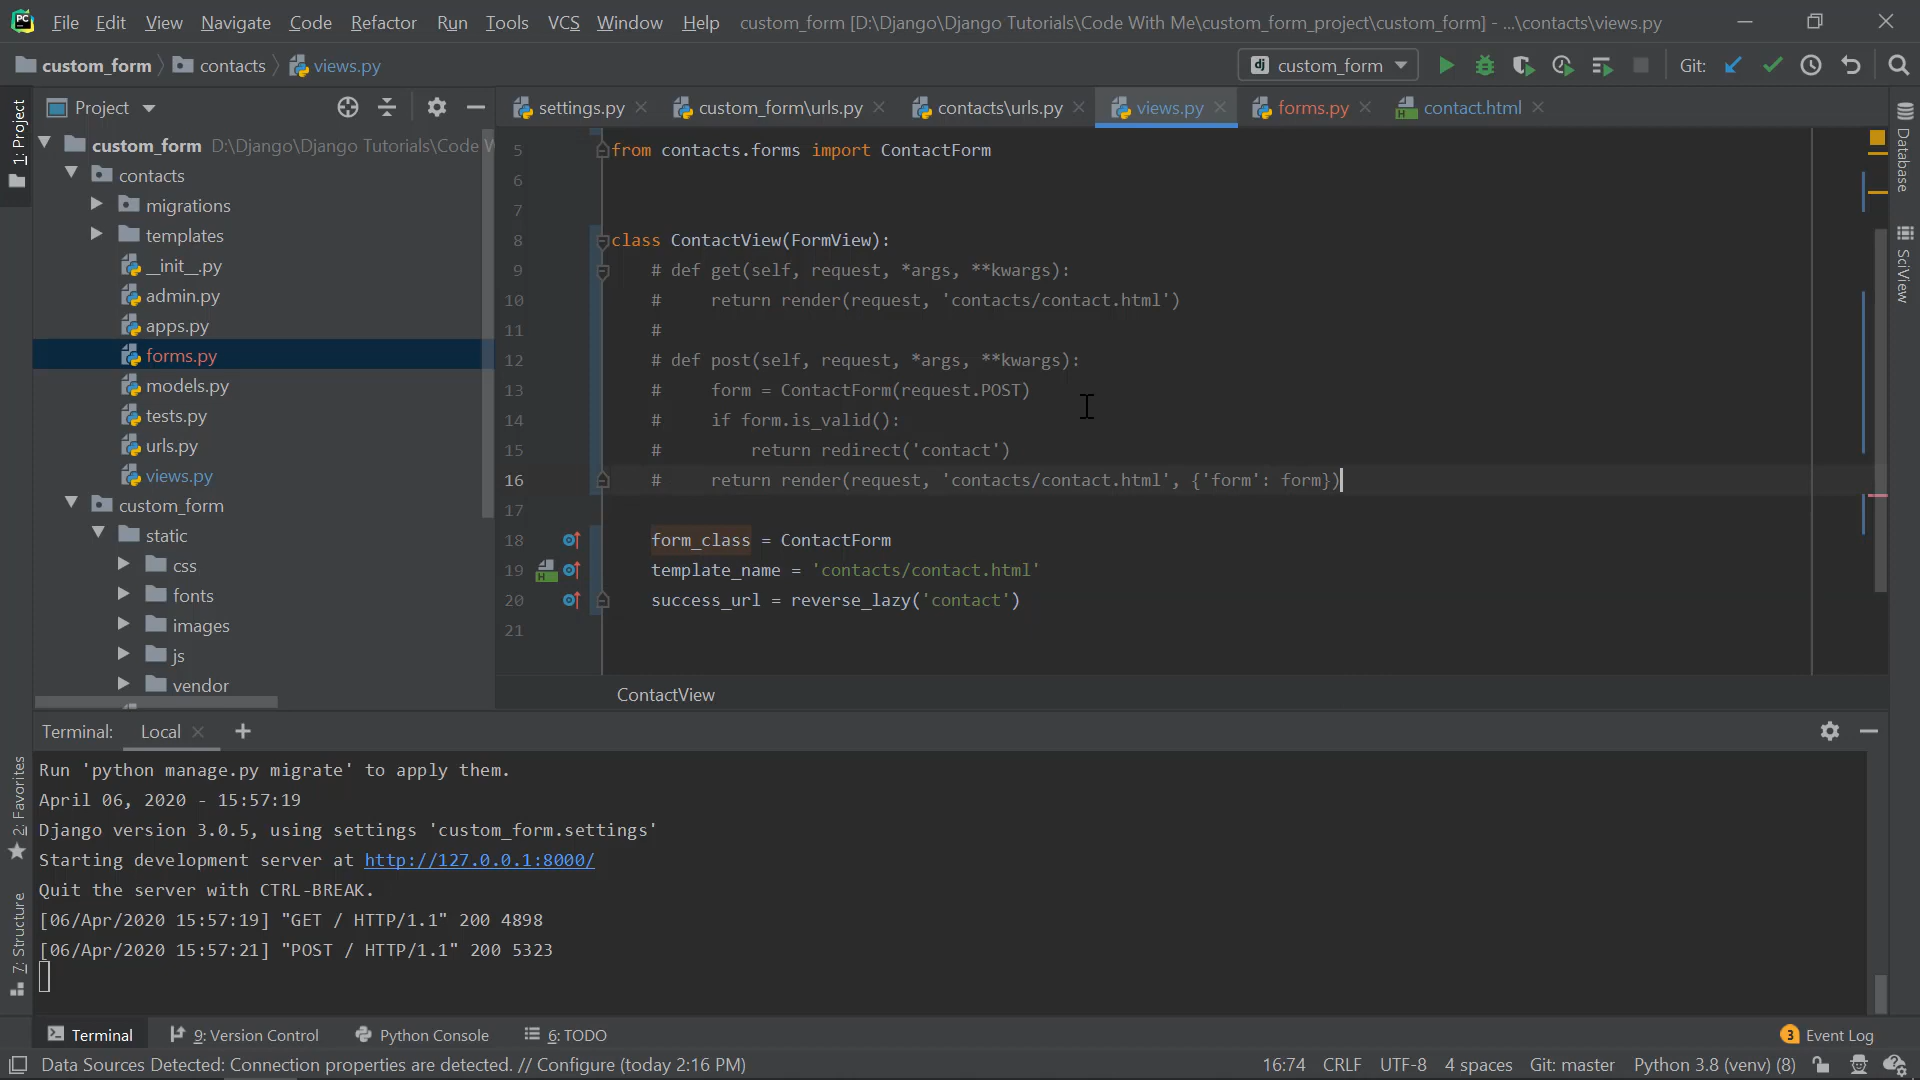 File Edit View Navigate Code Refactor Run Tools VCS Window Help custom_form [D:\Django\Django Tutorials\Code With Me\custom_form_project\custom_form] - ...\contacts\views.py
custom_form contacts views.py
dj custom_form
Git:
1: Project
Project
settings.py
custom_form\urls.py
contacts\urls.py
views.py
forms.py
contact.html
custom_form D:\Django\Django Tutorials\Code W
contacts
migrations
templates
__init__.py
admin.py
apps.py
forms.py
models.py
tests.py
urls.py
views.py
custom_form
static
css
fonts
images
js
vendor
5 from contacts.forms import ContactForm
6
7
8 class ContactView(FormView):
9 # def get(self, request, *args, **kwargs):
10 # return render(request, 'contacts/contact.html')
11 #
12 # def post(self, request, *args, **kwargs):
13 # form = ContactForm(request.POST)
14 # if form.is_valid():
15 # return redirect('contact')
16 # return render(request, 'contacts/contact.html', {'form': form})
17
18 form_class = ContactForm
19 template_name = 'contacts/contact.html'
20 success_url = reverse_lazy('contact')
21
ContactView
Database
SciView
Terminal: Local
Run 'python manage.py migrate' to apply them.
April 06, 2020 - 15:57:19
Django version 3.0.5, using settings 'custom_form.settings'
Starting development server at http://127.0.0.1:8000/
Quit the server with CTRL-BREAK.
[06/Apr/2020 15:57:19] "GET / HTTP/1.1" 200 4898
[06/Apr/2020 15:57:21] "POST / HTTP/1.1" 200 5323
2: Favorites
7: Structure
Terminal 9: Version Control Python Console 6: TODO 3 Event Log
Data Sources Detected: Connection properties are detected. // Configure (today 2:16 PM) 16:74 CRLF UTF-8 4 spaces Git: master Python 3.8 (venv) (8)